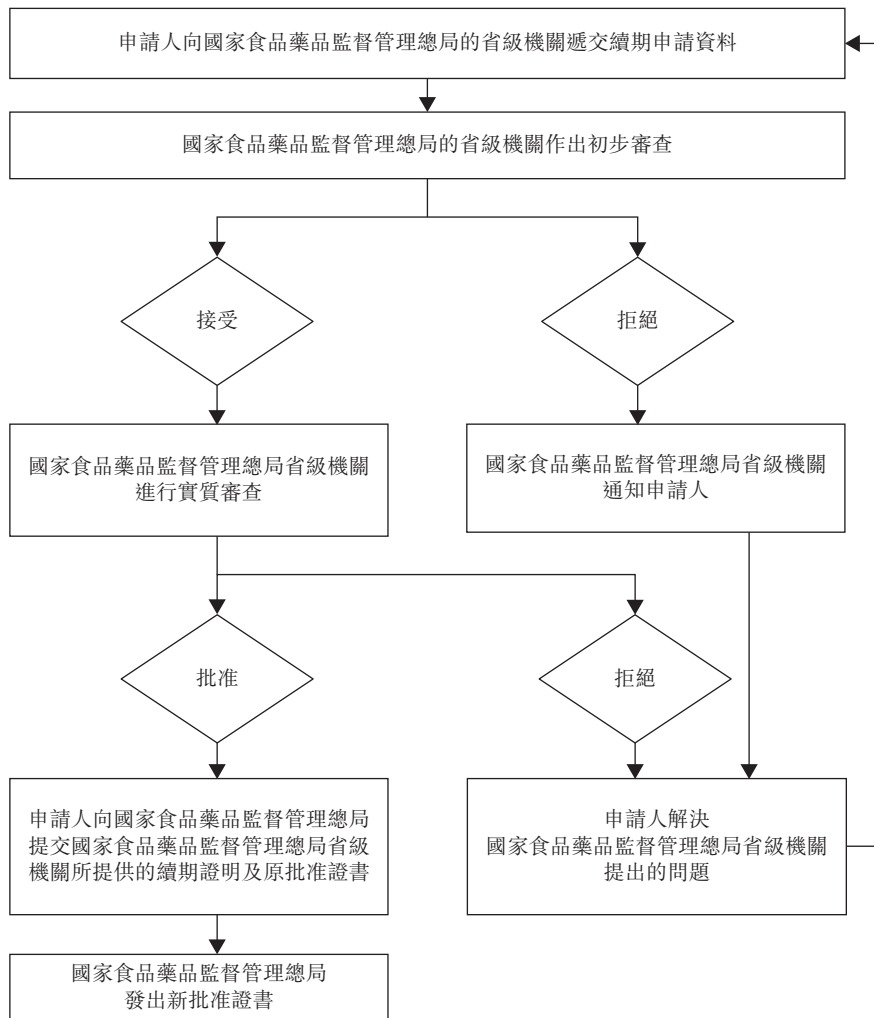 申請人向國家食品藥品監督管理總局的省級機關遞交續期申請資料
國家食品藥品監督管理總局的省級機關作出初步審查
接受
拒絕
國家食品藥品監督管理總局省級機關
進行實質審查
國家食品藥品監督管理總局省級機關
通知申請人
批准
拒絕
申請人向國家食品藥品監督管理總局
提交國家食品藥品監督管理總局省級
機關所提供的續期證明及原批准證書
申請人解決
國家食品藥品監督管理總局省級機關
提出的問題
國家食品藥品監督管理總局
發出新批准證書